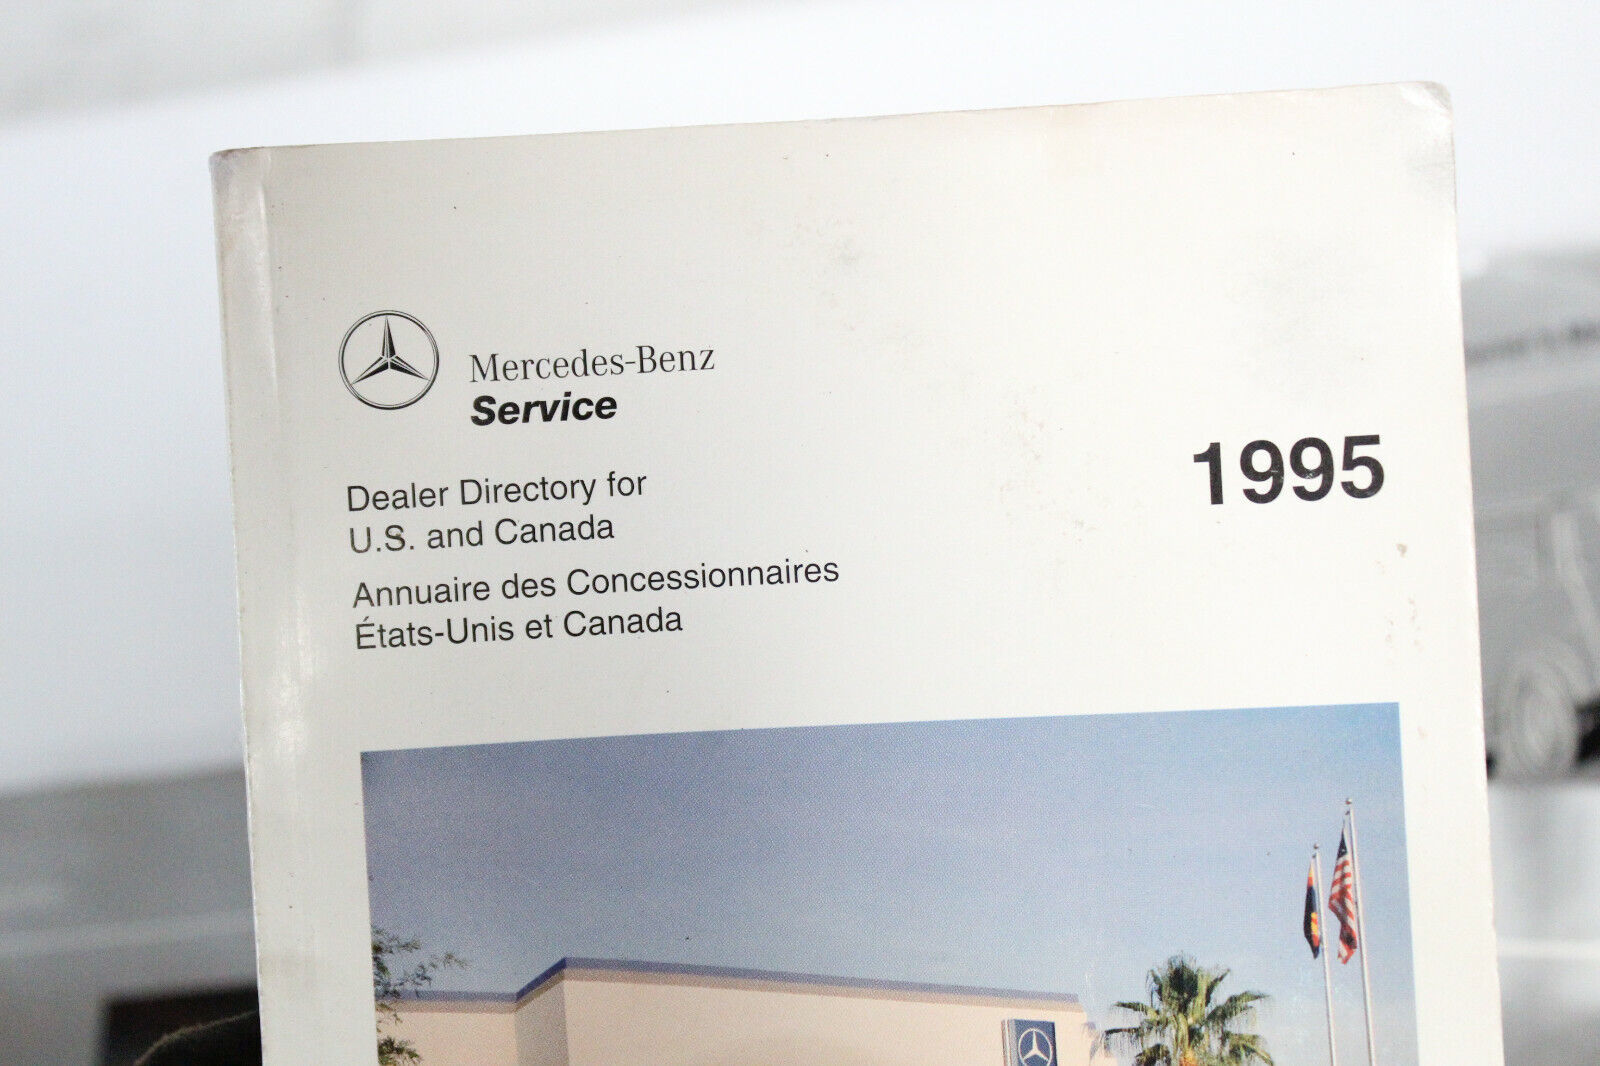 Mercedes-Benz
Service
1995
Dealer Directory for
U.S. and Canada
Annuaire des Concessionnaires
États-Unis et Canada